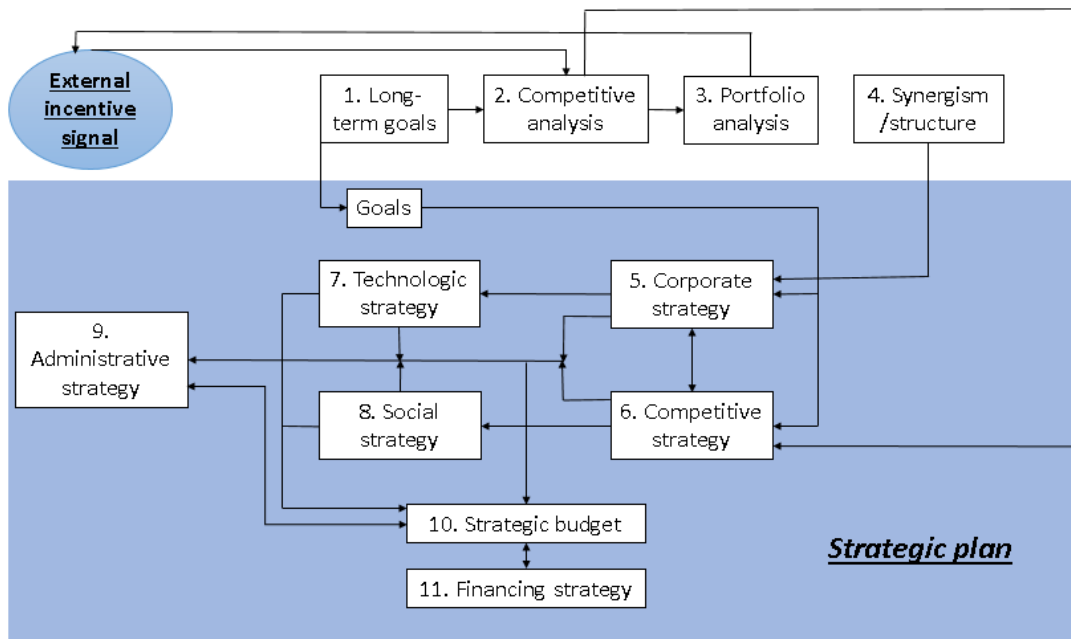 External
incentive
signal
1. Long-
term goals
2. Competitive
analysis
3. Portfolio
analysis
4. Synergism
/structure
Goals
7. Technologic
strategy
5. Corporate
strategy
9.
Administrative
strategy
8. Social
strategy
6. Competitive
strategy
10. Strategic budget
Strategic plan
11. Financing strategy